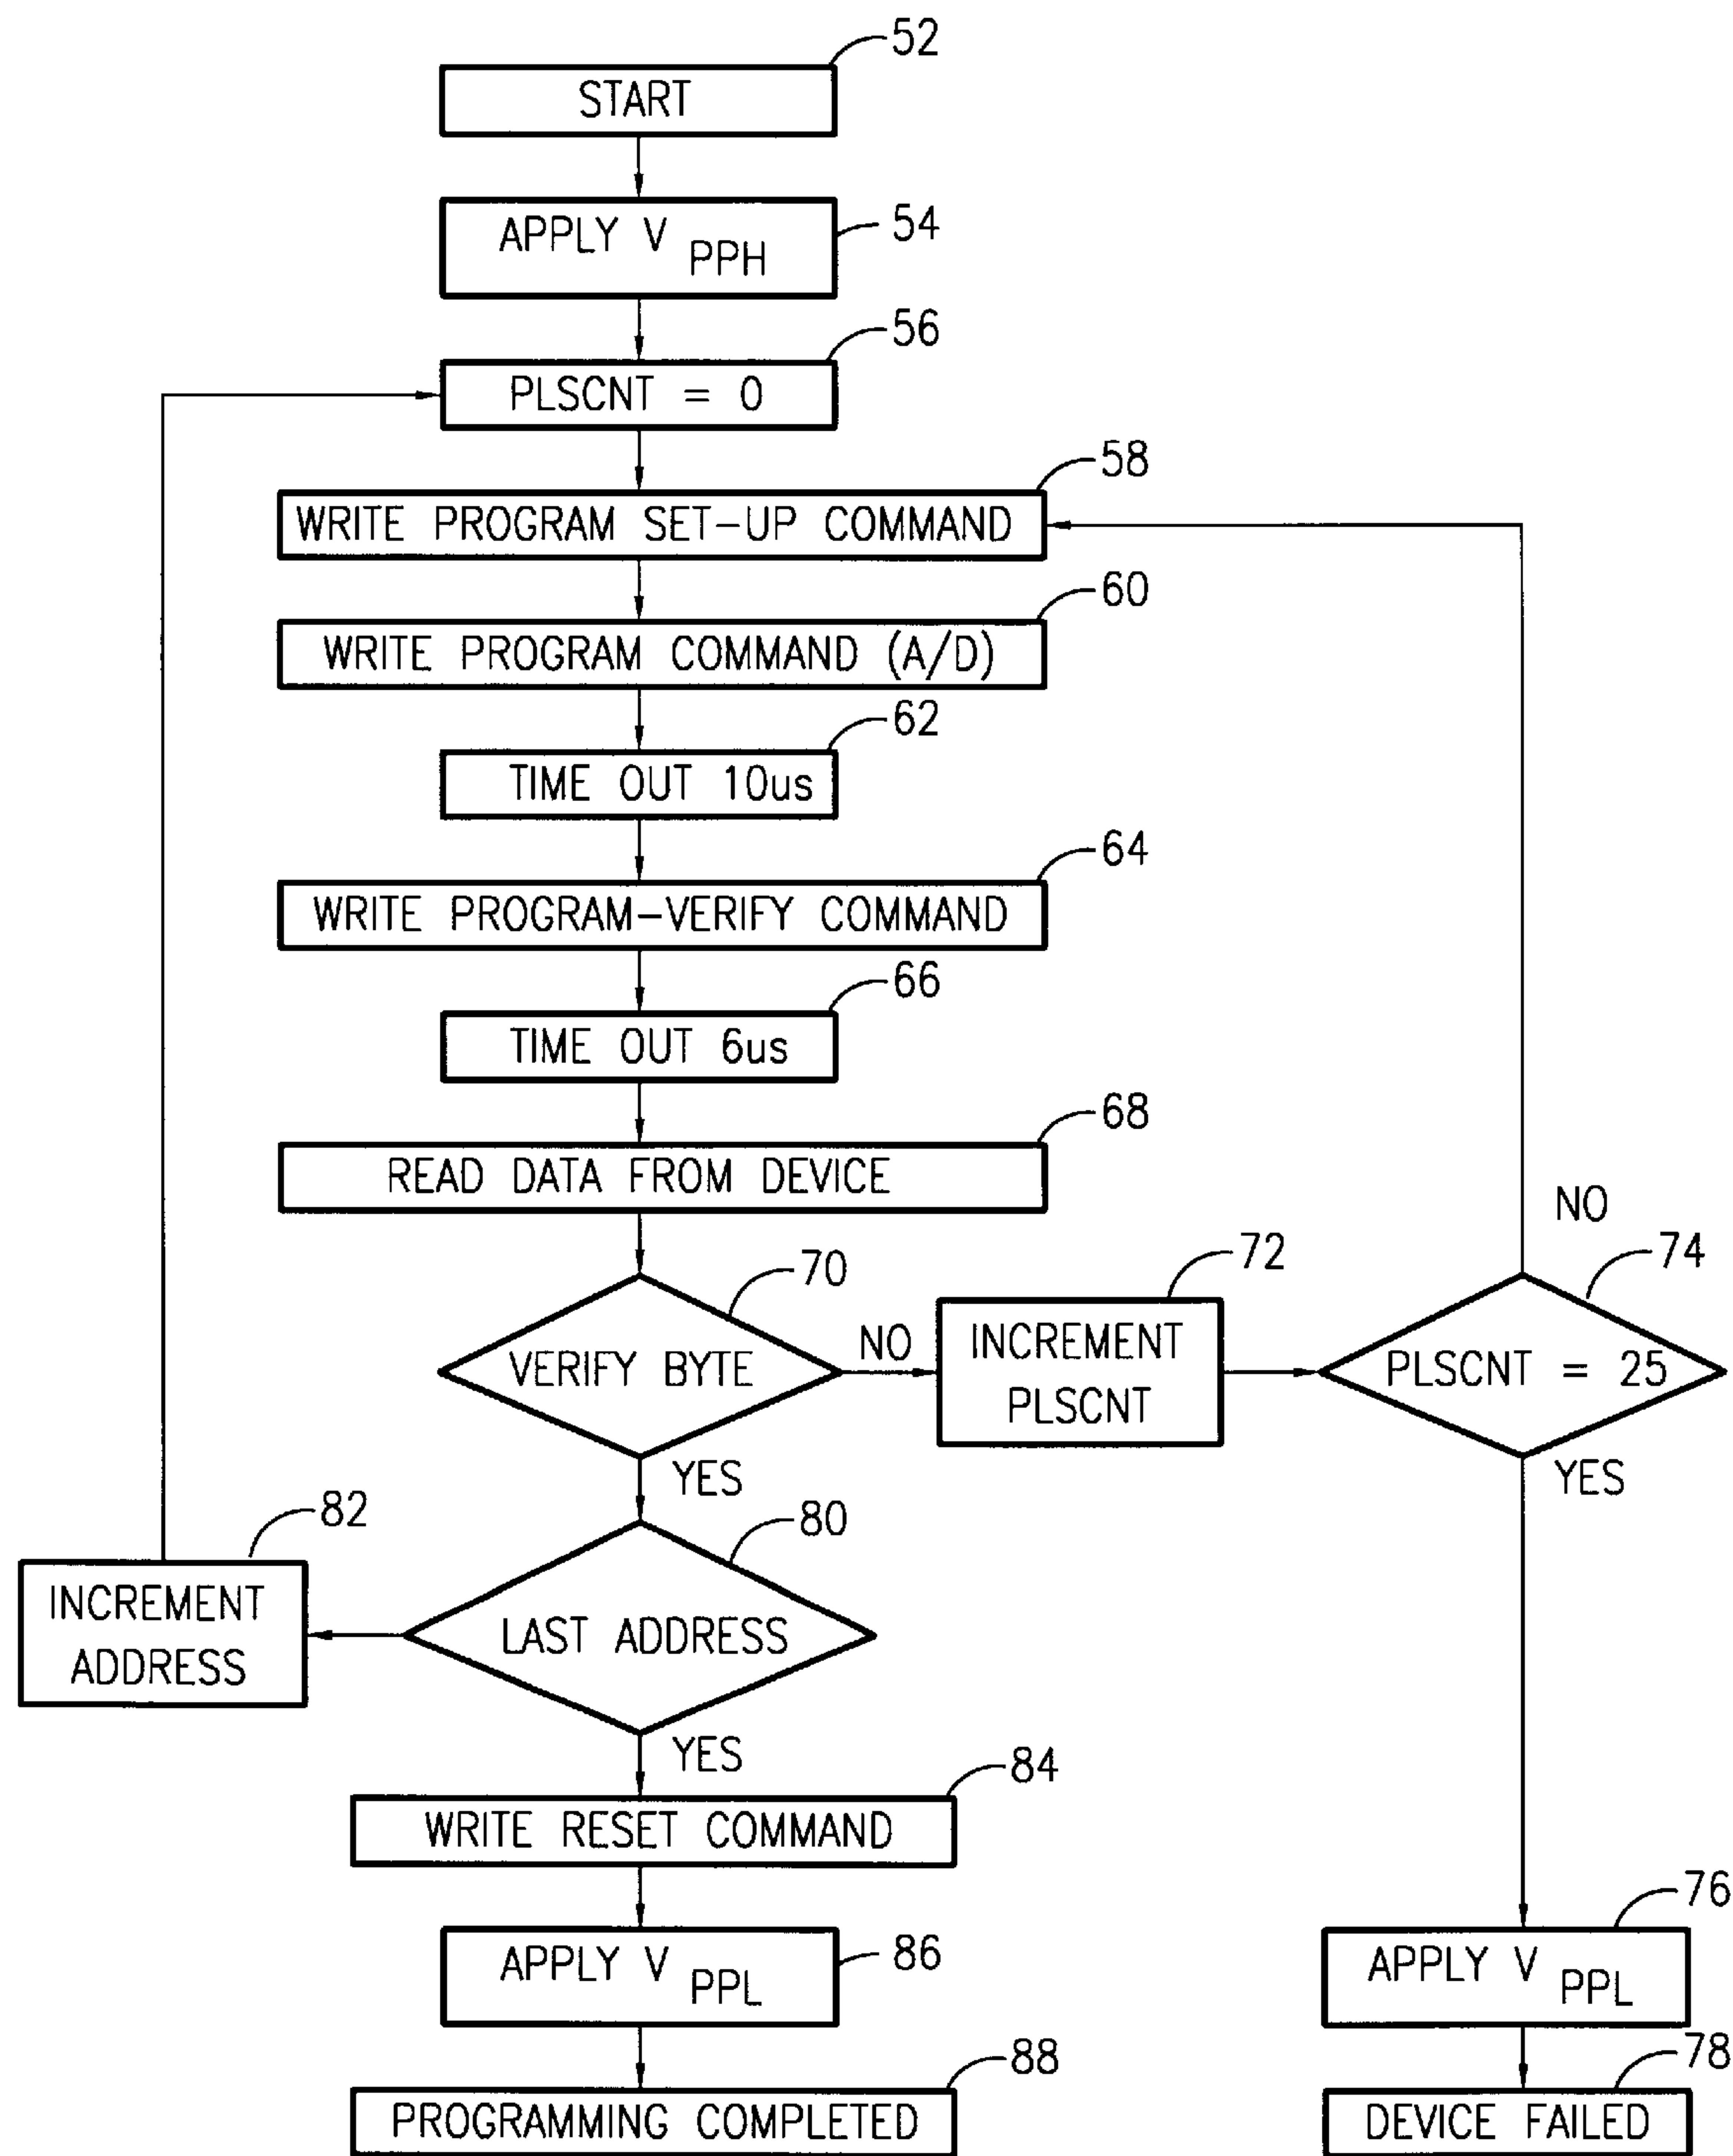 52
START
54
APPLY V PPH
56
PLSCNT = 0
58
WRITE PROGRAM SET-UP COMMAND
60
WRITE PROGRAM COMMAND (A/D)
62
TIME OUT 10us
64
WRITE PROGRAM-VERIFY COMMAND
66
TIME OUT 6us
68
READ DATA FROM DEVICE
70
VERIFY BYTE
NO
72
INCREMENT
PLSCNT
NO
74
PLSCNT = 25
YES
YES
80
LAST ADDRESS
82
INCREMENT
ADDRESS
YES
84
WRITE RESET COMMAND
86
APPLY V PPL
88
PROGRAMMING COMPLETED
76
APPLY V PPL
78
DEVICE FAILED